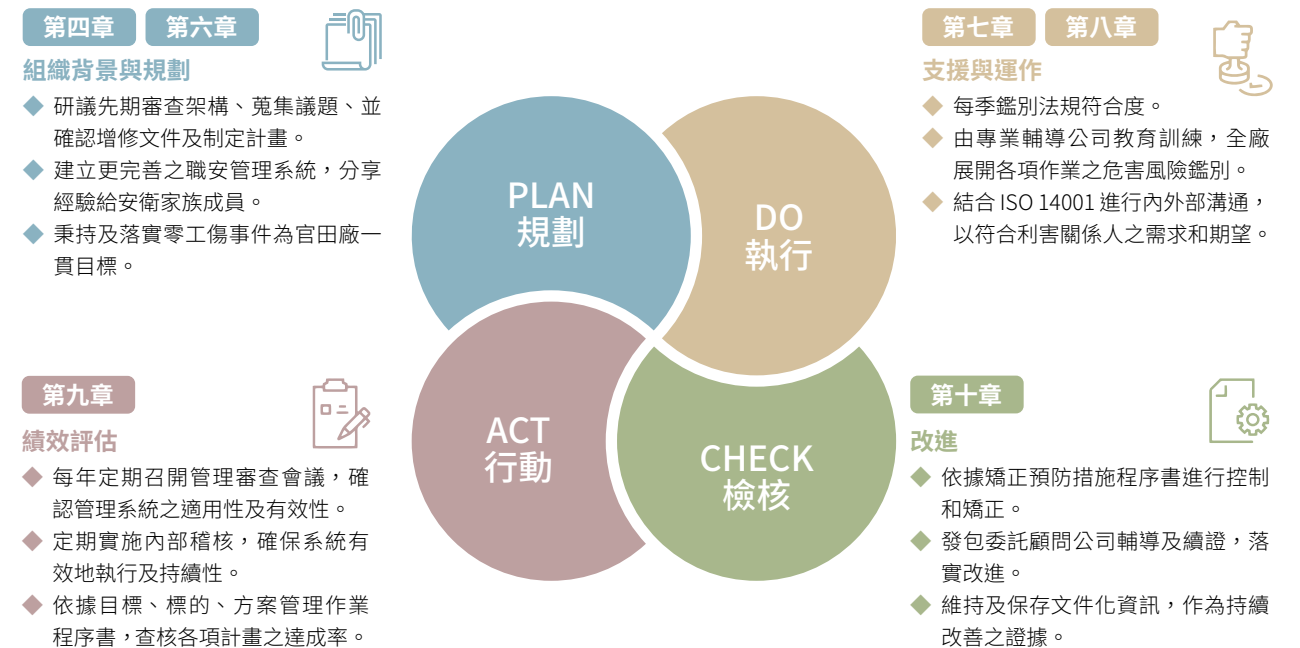 第四章 第六章
組織背景與規劃
◆ 研議先期審查架構、蒐集議題、並
確認增修文件及制定計畫。
◆ 建立更完善之職安管理系統，分享
經驗給安衛家族成員。
◆ 秉持及落實零工傷事件為官田廠一
貫目標。
第七章 第八章
支援與運作
◆ 每季鑑別法規符合度。
◆ 由專業輔導公司教育訓練，全廠
展開各項作業之危害風險鑑別。
◆ 結合 ISO 14001 進行內外部溝通，
以符合利害關係人之需求和期望。
PLAN
規劃
DO
執行
ACT
行動
CHECK
檢核
第九章
績效評估
◆ 每年定期召開管理審查會議，確
認管理系統之適用性及有效性。
◆ 定期實施內部稽核，確保系統有
效地執行及持續性。
◆ 依據目標、標的、方案管理作業
程序書，查核各項計畫之達成率。
第十章
改進
◆ 依據矯正預防措施程序書進行控制
和矯正。
◆ 發包委託顧問公司輔導及續證，落
實改進。
◆ 維持及保存文件化資訊，作為持續
改善之證據。